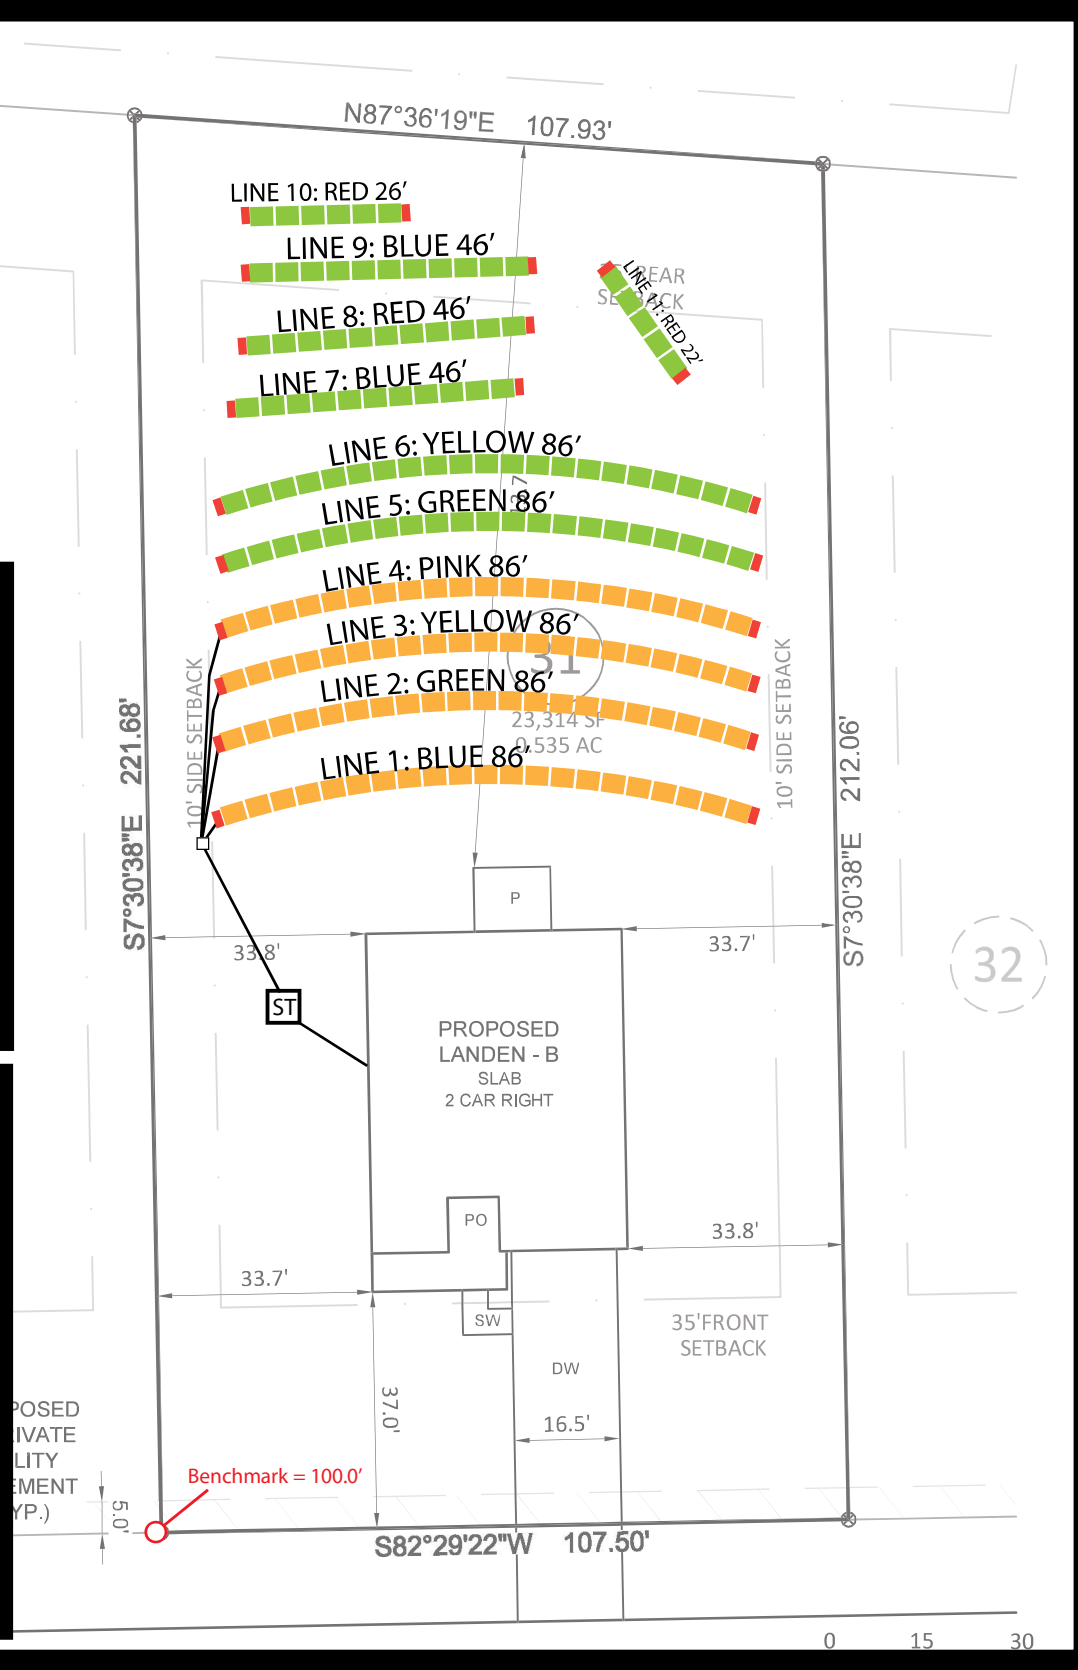 N87°36'19"E 107.93'
LINE 10: RED 26'
LINE 9: BLUE 46'
REAR
LINE 11: RED 22'
LINE 8: RED 46'
LINE 7: BLUE 46'
LINE 6: YELLOW 86'
LINE 5: GREEN 86'
LINE 4: PINK 86'
LINE 3: YELLOW 86'
31
LINE 2: GREEN 86'
23,314 SF
0.535 AC
LINE 1: BLUE 86'
10' SIDE SETBACK
10' SIDE SETBACK
S7°30'38"E 221.68'
S7°30'38"E 212.06'
P
33.8'
33.7'
32
ST
PROPOSED
LANDEN - B
SLAB
2 CAR RIGHT
PO
33.8'
33.7'
SW
35'FRONT
SETBACK
DW
37.0'
16.5'
POSED
IVATE
LITY
EMENT
YP.)
Benchmark = 100.0'
5.0'
S82°29'22"W 107.50'
0 15 30